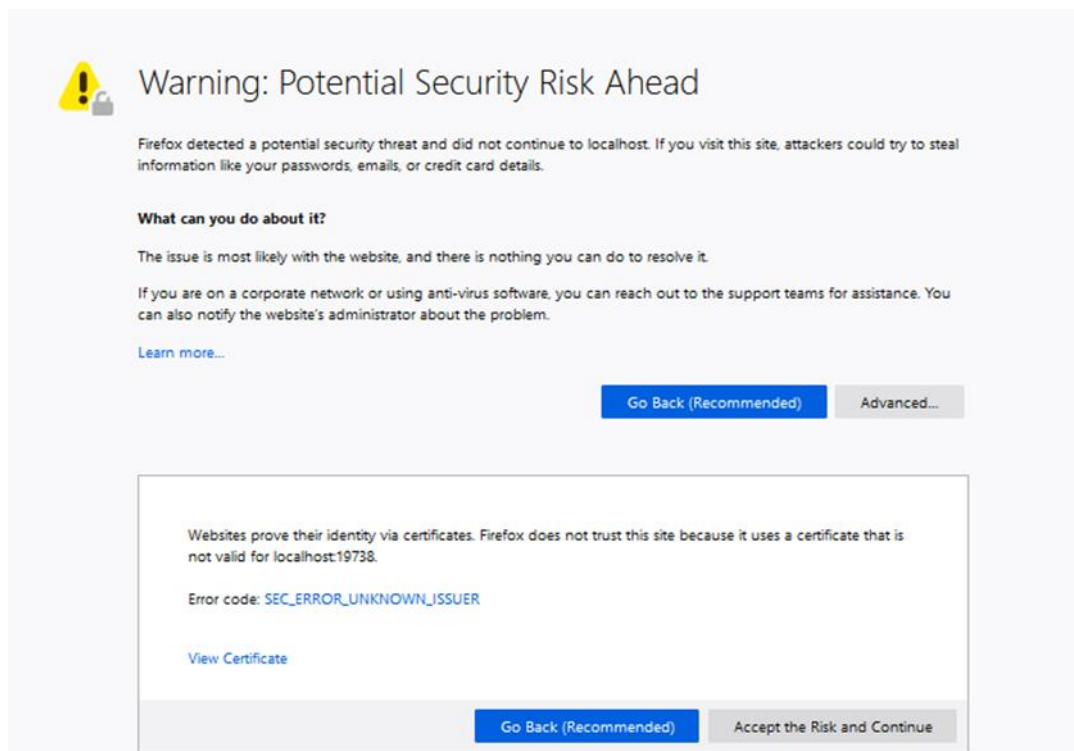 Warning: Potential Security Risk Ahead
Firefox detected a potential security threat and did not continue to localhost. If you visit this site, attackers could try to steal
information like your passwords, emails, or credit card details.
What can you do about it?
The issue is most likely with the website, and there is nothing you can do to resolve it.
If you are on a corporate network or using anti-virus software, you can reach out to the support teams for assistance. You
can also notify the website's administrator about the problem.
Learn more...
Go Back (Recommended) Advanced...
Websites prove their identity via certificates. Firefox does not trust this site because it uses a certificate that is
not valid for localhost:19738.
Error code: SEC_ERROR_UNKNOWN_ISSUER
View Certificate
Go Back (Recommended) Accept the Risk and Continue